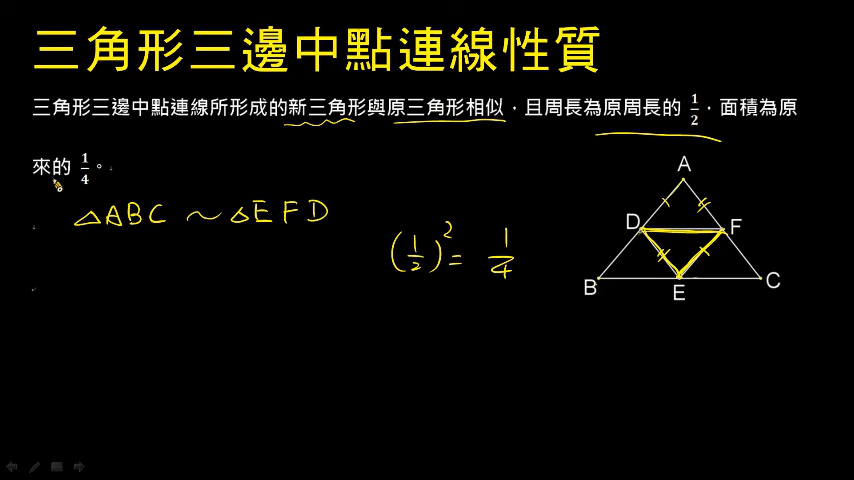 三角形三邊中點連線性質
三角形三邊中點連線所形成的新三角形與原三角形相似，且周長為原周長的 1/2，面積為原
來的 1/4。
△ABC ~ △EFD
(1/2)² = 1/4
A
D F
B E C